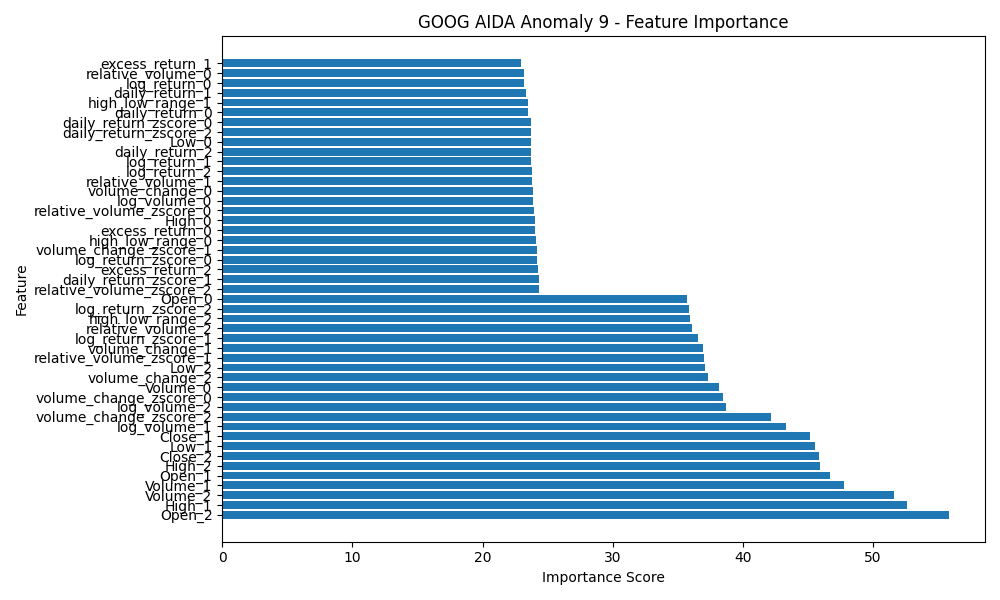 GOOG AIDA Anomaly 9 - Feature Importance
excess_return_1
relative_volume_0
log_return_0
daily_return_1
high_low_range_1
daily_return_0
daily_return_zscore_0
daily_return_zscore_2
Low_0
daily_return_2
log_return_1
log_return_2
relative_volume_1
volume_change_0
log_volume_0
relative_volume_zscore_0
High_0
excess_return_0
high_low_range_0
volume_change_zscore_1
log_return_zscore_0
excess_return_2
daily_return_zscore_1
relative_volume_zscore_2
Open_0
log_return_zscore_2
high_low_range_2
relative_volume_2
log_return_zscore_1
volume_change_1
relative_volume_zscore_1
Low_2
volume_change_2
Volume_0
volume_change_zscore_0
log_volume_2
volume_change_zscore_2
log_volume_1
Close_1
Low_1
Close_2
High_2
Open_1
Volume_1
Volume_2
High_1
Open_2
Feature
0 10 20 30 40 50
Importance Score